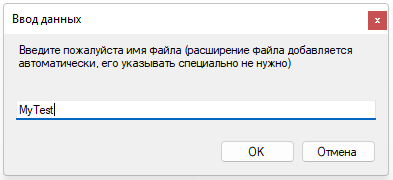 Ввод данных
Введите пожалуйста имя файла (расширение файла добавляется
автоматически, его указывать специально не нужно)
MyTest
OK
Отмена